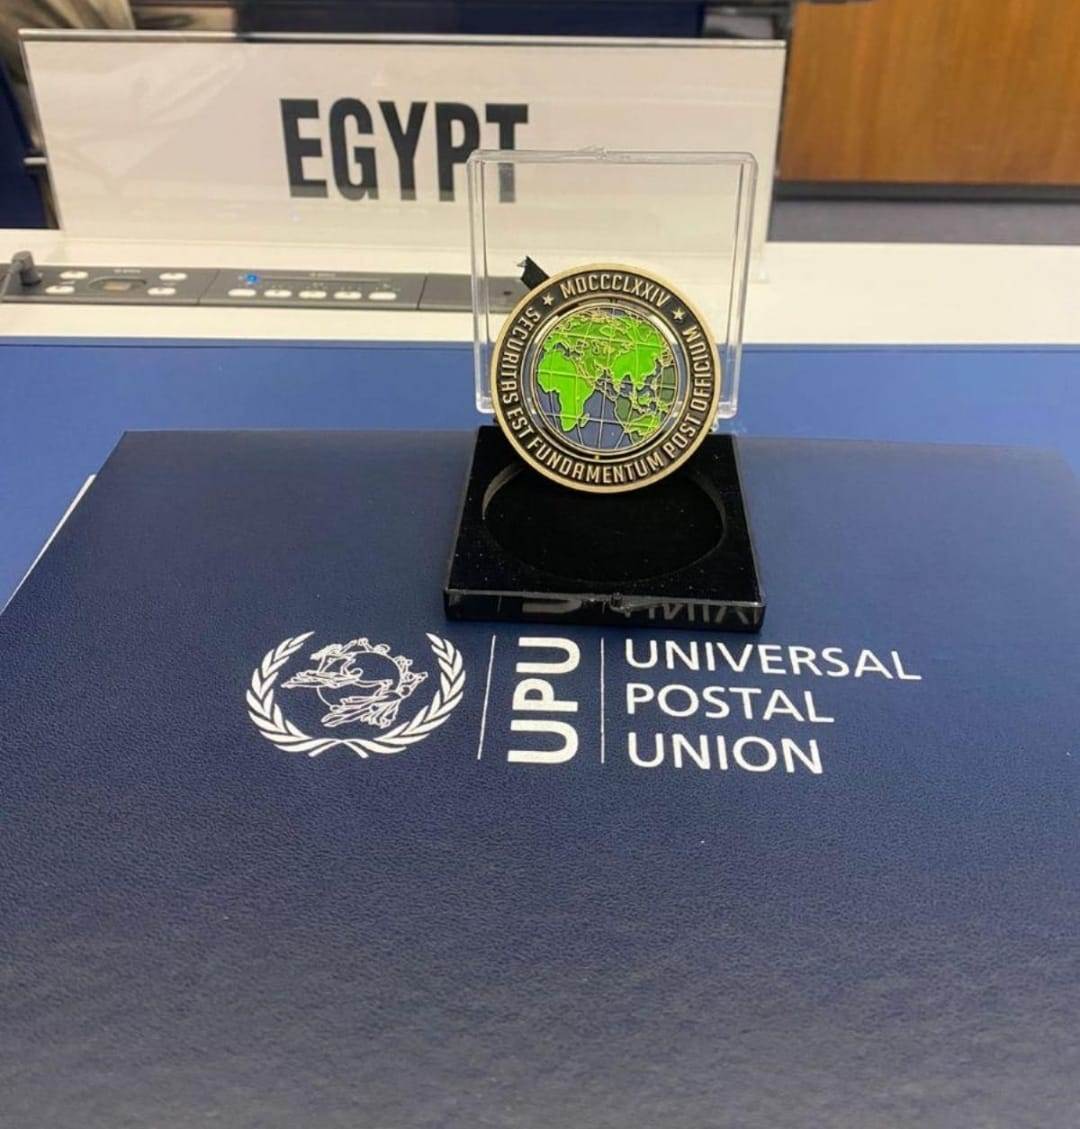 EGYPT
MDCCCLXXIV
SECURITAS EST FUNDAMENTUM POST OFFICIUM
UPU
UNIVERSAL
POSTAL
UNION